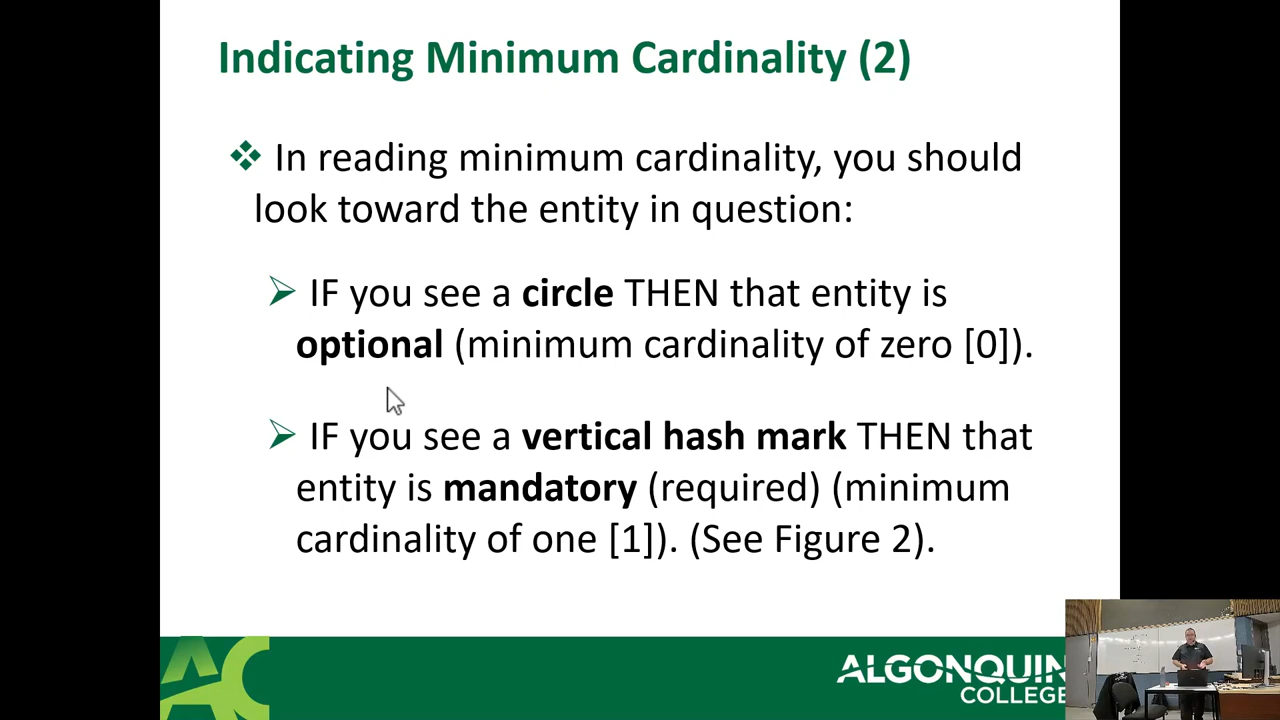 Indicating Minimum Cardinality (2)
In reading minimum cardinality, you should
look toward the entity in question:
IF you see a circle THEN that entity is
optional (minimum cardinality of zero [0]).
IF you see a vertical hash mark THEN that
entity is mandatory (required) (minimum
cardinality of one [1]). (See Figure 2).
AC
ALGONQUIN
COLLEGE